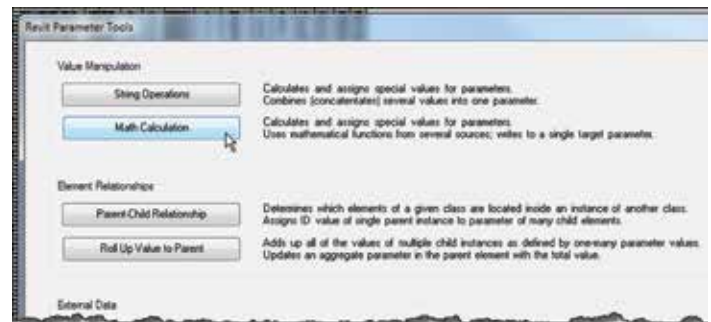 Revit Parameter Tools
Value Manipulation
String Operations
Calculates and assigns special values for parameters.
Combines (concatentates) several values into one parameter.
Math Calculation
Calculates and assigns special values for parameters.
Uses mathematical functions from several sources; writes to a single target parameter.
Element Relationships
Parent-Child Relationship
Determines which elements of a given class are located inside an instance of another class.
Assigns ID value of single parent instance to parameter of many child elements.
Roll Up Value to Parent
Adds up all of the values of multiple child instances as defined by one-many parameter values.
Updates an aggregate parameter in the parent element with the total value.
External Data